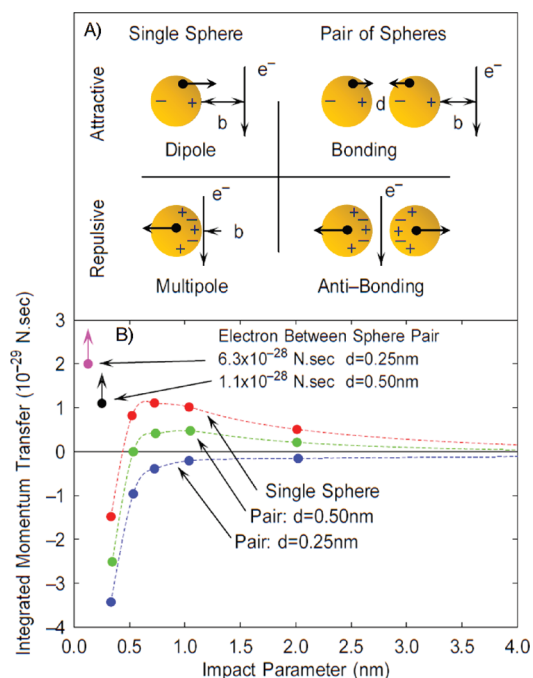 A)
Single Sphere
Pair of Spheres
Attractive
− + e⁻
b
− d − + e⁻
b
Dipole
Bonding
Repulsive
e⁻
+ − + − + b
e⁻
+ − + − +
+ − + − +
Multipole
Anti–Bonding
B)
Electron Between Sphere Pair
6.3x10⁻²⁸ N.sec d=0.25nm
1.1x10⁻²⁸ N.sec d=0.50nm
Single Sphere
Pair: d=0.50nm
Pair: d=0.25nm
Integrated Momentum Transfer (10⁻²⁹ N.sec)
3
2
1
0
−1
−2
−3
−4
0.0 0.5 1.0 1.5 2.0 2.5 3.0 3.5 4.0
Impact Parameter (nm)